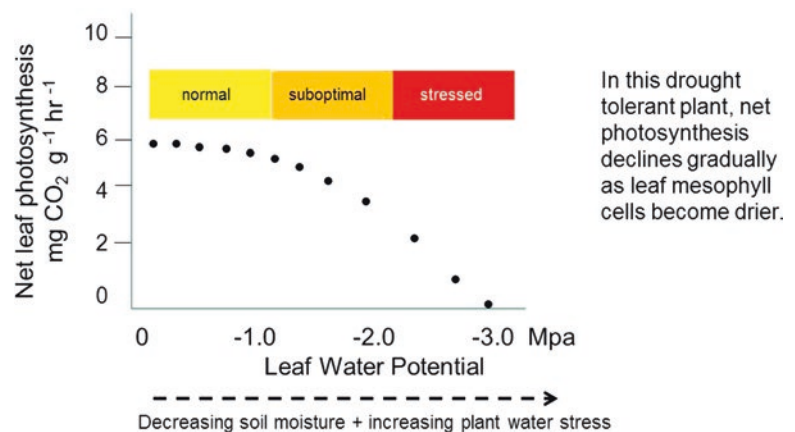 Net leaf photosynthesis
mg CO₂ g⁻¹ hr⁻¹
10
8
6
4
2
0
normal suboptimal stressed
In this drought
tolerant plant, net
photosynthesis
declines gradually
as leaf mesophyll
cells become drier.
0 -1.0 -2.0 -3.0 Mpa
Leaf Water Potential
Decreasing soil moisture + increasing plant water stress